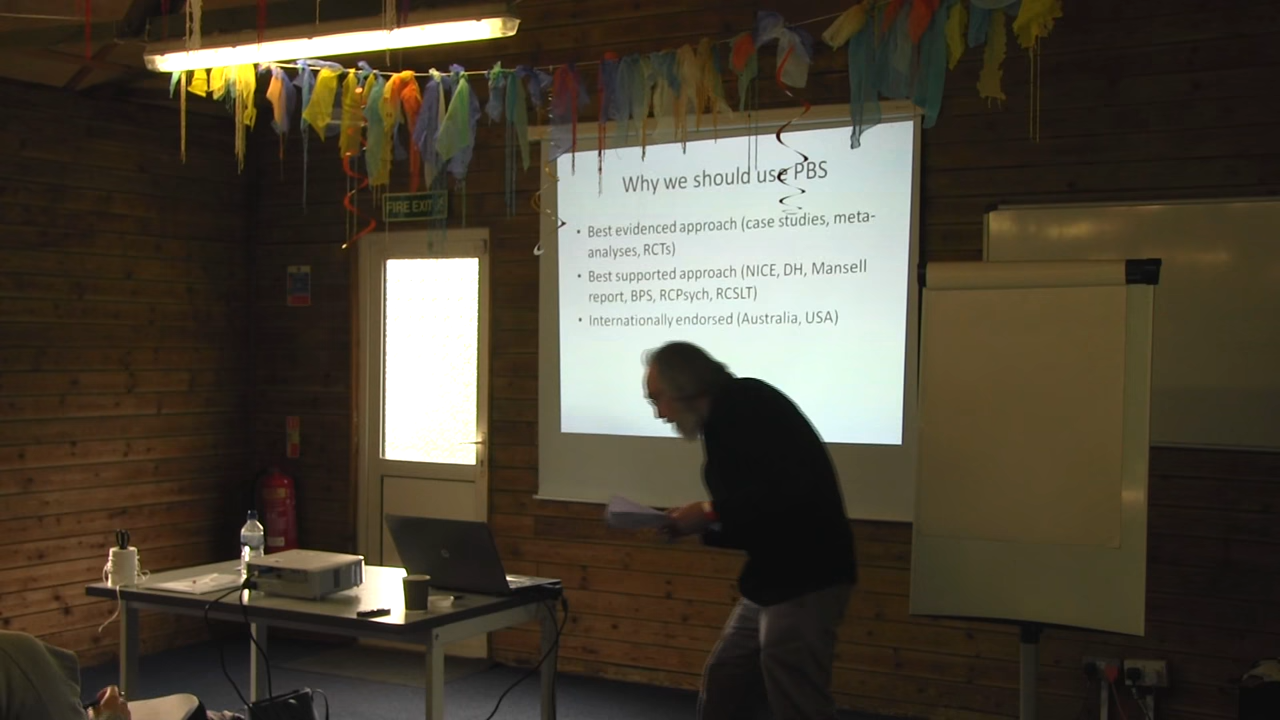 FIRE EXIT
Why we should use PBS
• Best evidenced approach (case studies, meta-
analyses, RCTs)
• Best supported approach (NICE, DH, Mansell
report, BPS, RCPsych, RCSLT)
• Internationally endorsed (Australia, USA)